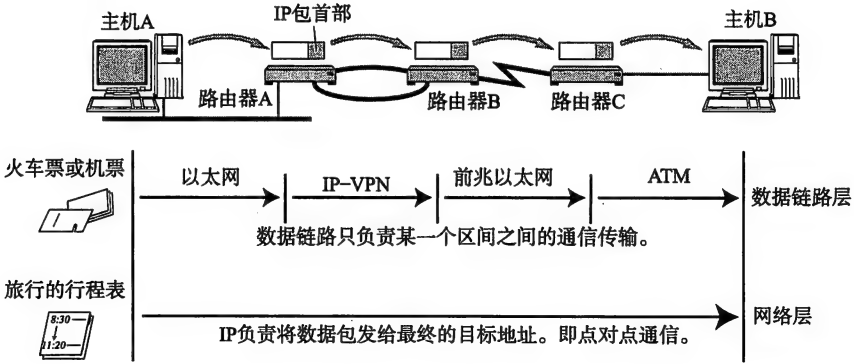 IP包首部
主机A
主机B
路由器A
路由器B
路由器C
火车票或机票
以太网
IP-VPN
前兆以太网
ATM
数据链路层
数据链路只负责某一个区间之间的通信传输。
旅行的行程表
8:30
11:20
网络层
IP负责将数据包发给最终的目标地址。即点对点通信。